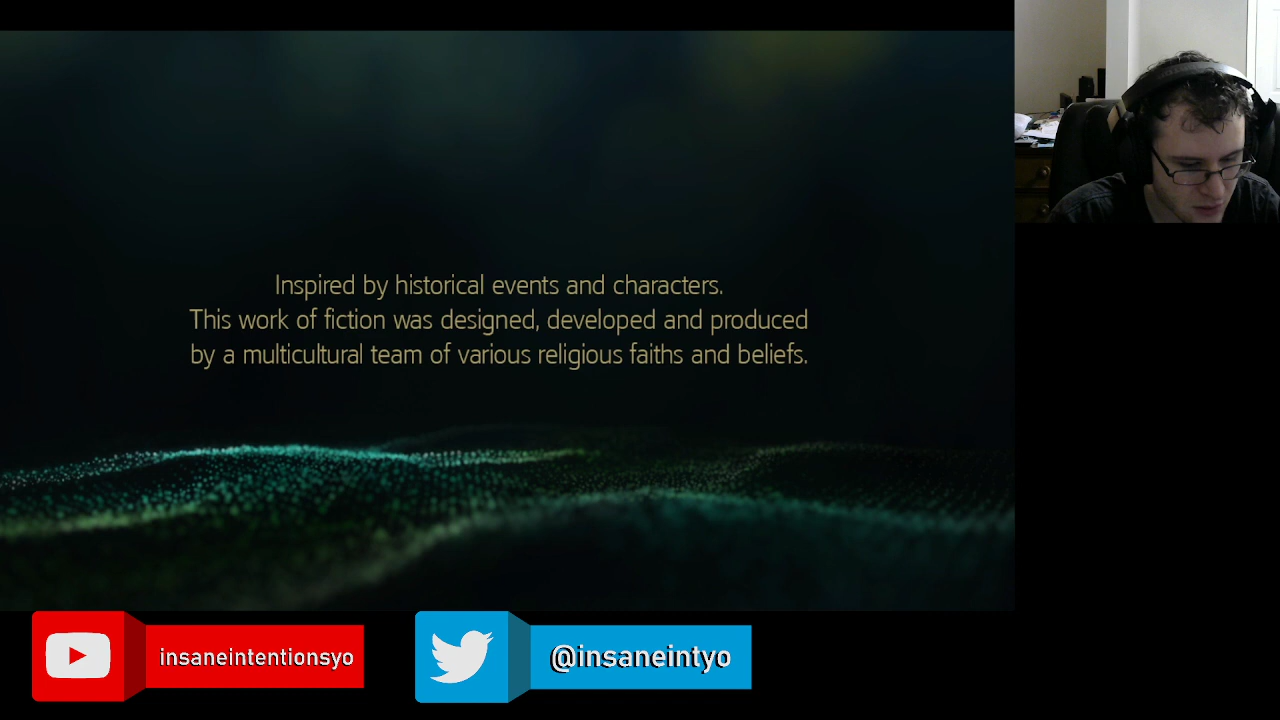 Inspired by historical events and characters.
This work of fiction was designed, developed and produced
by a multicultural team of various religious faiths and beliefs.
insaneintentionsyo
@insaneintyo